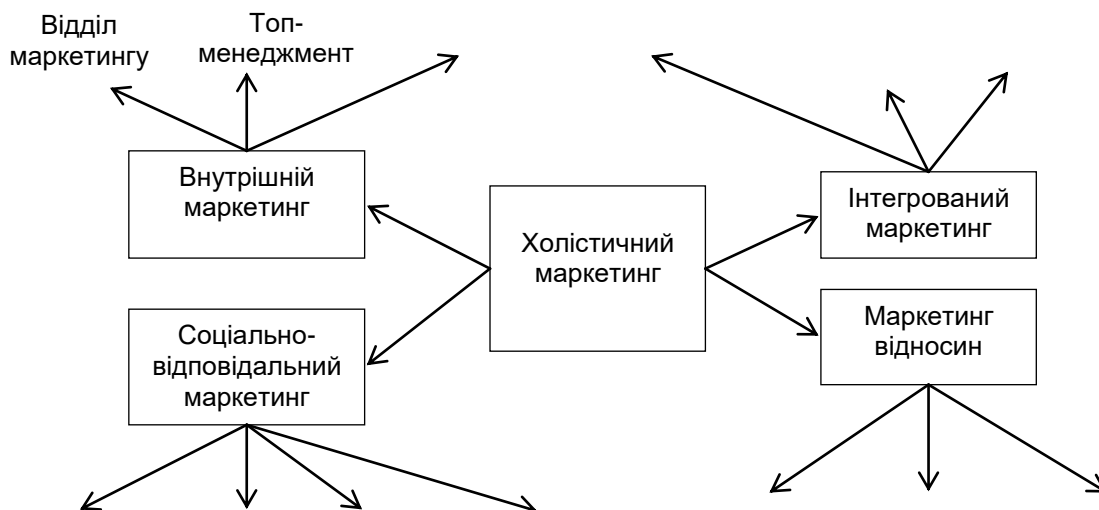 Відділ
маркетингу
Топ-
менеджмент
Внутрішній
маркетинг
Холістичний
маркетинг
Інтегрований
маркетинг
Соціально-
відповідальний
маркетинг
Маркетинг
відносин